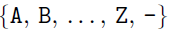 {A, B, ..., Z, -}